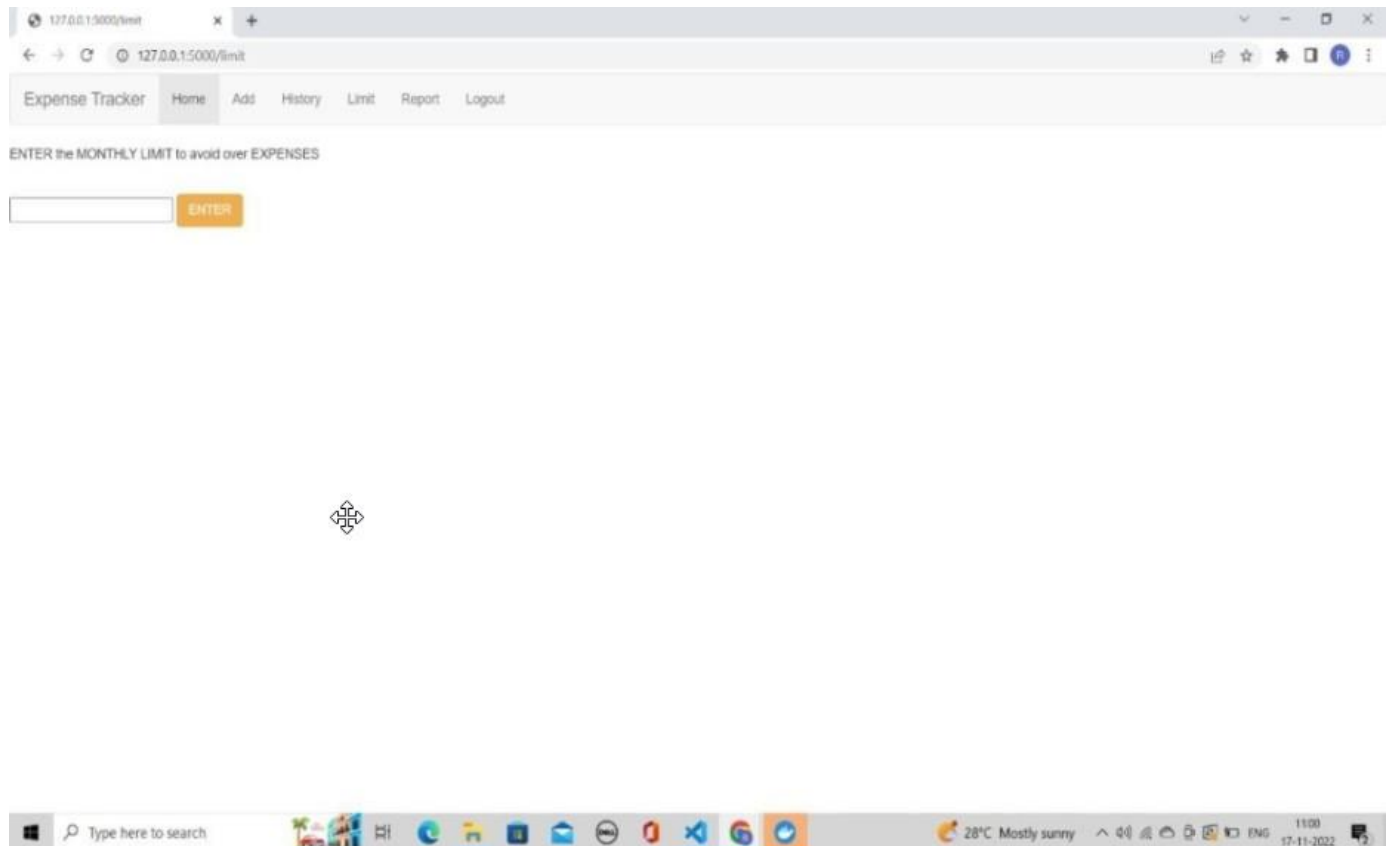 127.0.0.1:5000/limit
127.0.0.1:5000/limit
R
Expense Tracker Home Add History Limit Report Logout
ENTER the MONTHLY LIMIT to avoid over EXPENSES
ENTER
Type here to search
DELL
28°C Mostly sunny
ENG
11:00
17-11-2022
2